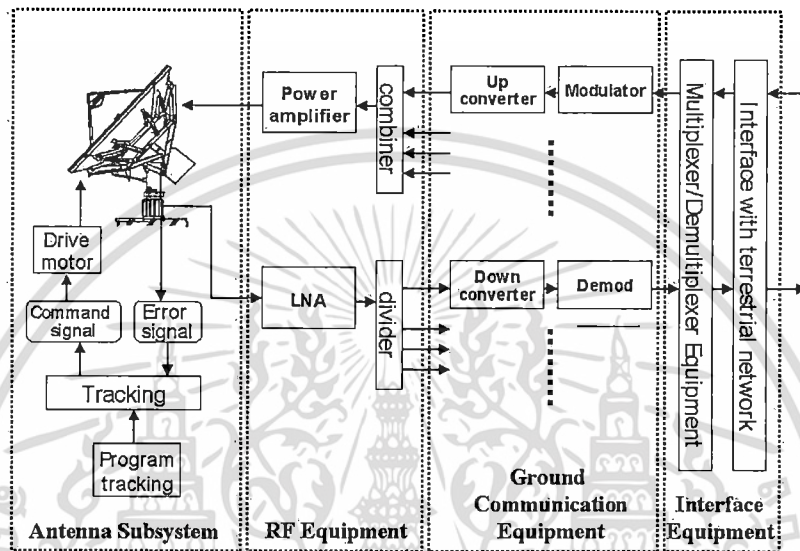 Power
amplifier
combiner
Up
converter
Modulator
Multiplexer/Demultiplexer Equipment
Interface with terrestrial network
Drive
motor
Command
signal
Error
signal
Tracking
Program
tracking
LNA
divider
Down
converter
Demod
Antenna Subsystem
RF Equipment
Ground
Communication
Equipment
Interface
Equipment